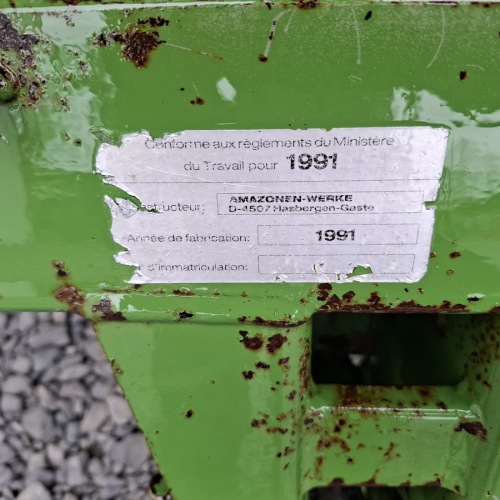 Conforme aux règlements du Ministère
du Travail pour 1991
structeur: AMAZONEN-WERKE
D-4507 Hasbergen-Gaste
Année de fabrication: 1991
d'immatriculation: